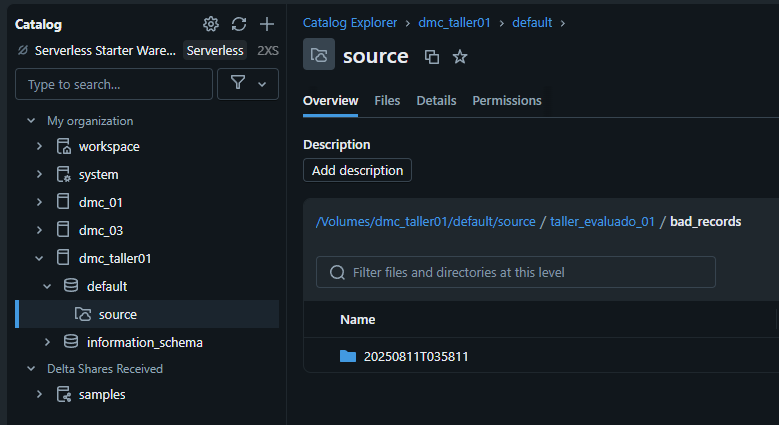 Catalog
Serverless Starter Ware... Serverless 2XS
Type to search...
My organization
workspace
system
dmc_01
dmc_03
dmc_taller01
default
source
information_schema
Delta Shares Received
samples
Catalog Explorer > dmc_taller01 > default >
source
Overview Files Details Permissions
Description
Add description
/Volumes/dmc_taller01/default/source / taller_evaluado_01 / bad_records
Filter files and directories at this level
Name
20250811T035811